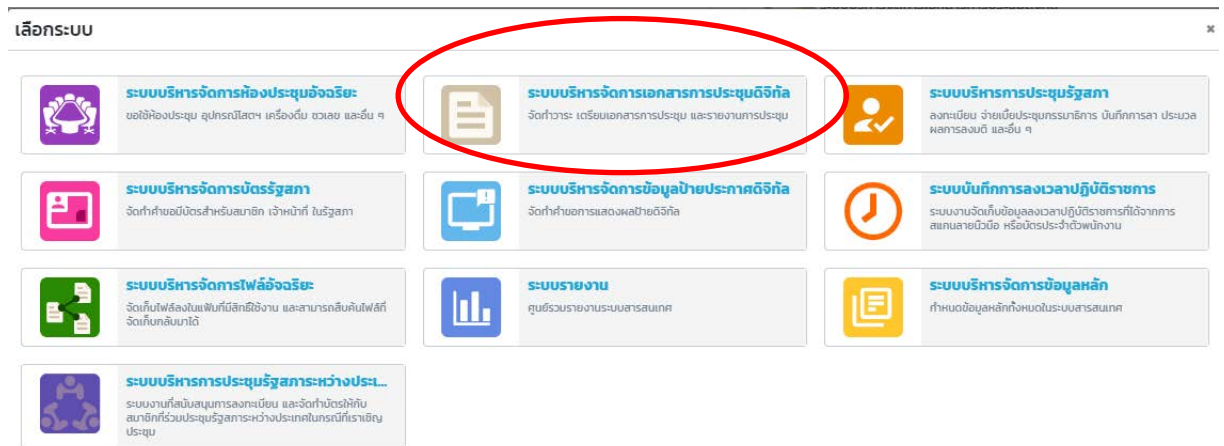 เลือกระบบ
ระบบบริหารจัดการห้องประชุมอัจฉริยะ
ขอใช้ห้องประชุม อุปกรณ์โสตฯ เครื่องดื่ม ชวเลข และอื่น ๆ
ระบบบริหารจัดการเอกสารการประชุมดิจิทัล
จัดทำวาระ เตรียมเอกสารการประชุม และรายงานการประชุม
ระบบบริหารการประชุมรัฐสภา
ลงทะเบียน จ่ายเบี้ยประชุมกรรมาธิการ บันทึกการลา ประมวล
ผลการลงมติ และอื่น ๆ
ระบบบริหารจัดการบัตรรัฐสภา
จัดทำคำขอมีบัตรสำหรับสมาชิก เจ้าหน้าที่ ในรัฐสภา
ระบบบริหารจัดการข้อมูลป้ายประกาศดิจิทัล
จัดทำคำขอการแสดงผลป้ายดิจิทัล
ระบบบันทึกการลงเวลาปฏิบัติราชการ
ระบบงานจัดเก็บข้อมูลลงเวลาปฏิบัติราชการที่ได้จากการ
สแกนลายนิ้วมือ หรือบัตรประจำตัวพนักงาน
ระบบบริหารจัดการไฟล์อัจฉริยะ
จัดเก็บไฟล์ลงในแฟ้มที่มีสิทธิ์ใช้งาน และสามารถสืบค้นไฟล์ที่
จัดเก็บกลับมาได้
ระบบรายงาน
ศูนย์รวมรายงานระบบสารสนเทศ
ระบบบริหารจัดการข้อมูลหลัก
กำหนดข้อมูลหลักทั้งหมดในระบบสารสนเทศ
ระบบบริหารการประชุมรัฐสภาระหว่างประเ...
ระบบงานที่สนับสนุนการลงทะเบียน และจัดทำบัตรให้กับ
สมาชิกที่ร่วมประชุมรัฐสภาระหว่างประเทศในกรณีที่เราเชิญ
ประชุม